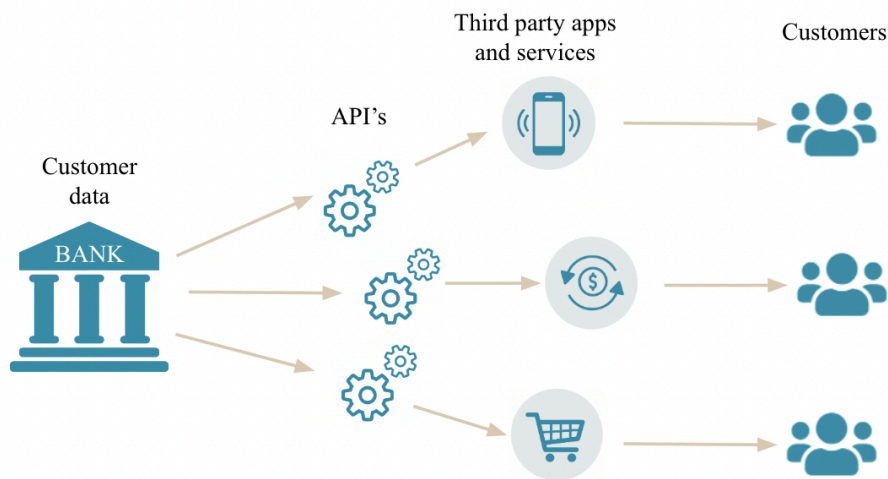 Third party apps
and services
Customers
API's
Customer
data
BANK
$